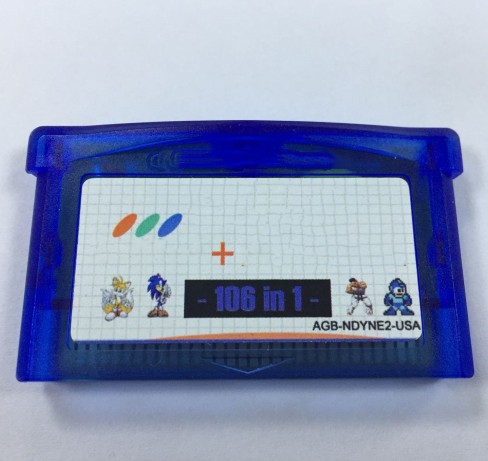 - 106 in 1 -
AGB-NDYNE2-USA